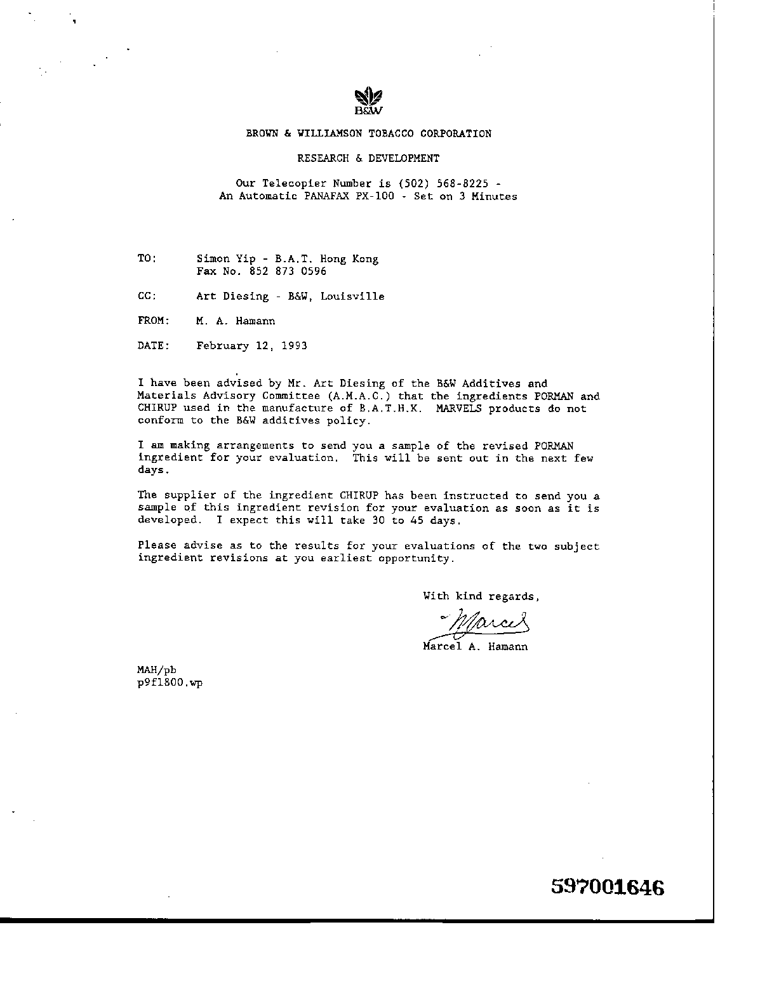 B&W
BROWN & WILLIAMSON TOBACCO CORPORATION
RESEARCH & DEVELOPMENT
Our Telecopier Number is (502) 568-8225 -
An Automatic PANAFAX PX-100 - Set on 3 Minutes
TO: Simon Yip - B.A.T. Hong Kong
Fax No. 852 873 0596
CC: Art Diesing - B&W, Louisville
FROM: M. A. Hamann
DATE: February 12, 1993
I have been advised by Mr. Art Diesing of the B&W Additives and
Materials Advisory Committee (A.M.A.C.) that the ingredients PORMAN and
CHIRUP used in the manufacture of B.A.T.H.K. MARVELS products do not
conform to the B&W additives policy.
I am making arrangements to send you a sample of the revised PORMAN
ingredient for your evaluation. This will be sent out in the next few
days.
The supplier of the ingredient CHIRUP has been instructed to send you a
sample of this ingredient revision for your evaluation as soon as it is
developed. I expect this will take 30 to 45 days.
Please advise as to the results for your evaluations of the two subject
ingredient revisions at you earliest opportunity.
With kind regards,
Marcel
Marcel A. Hamann
MAH/pb
p9f1800.wp
597001646